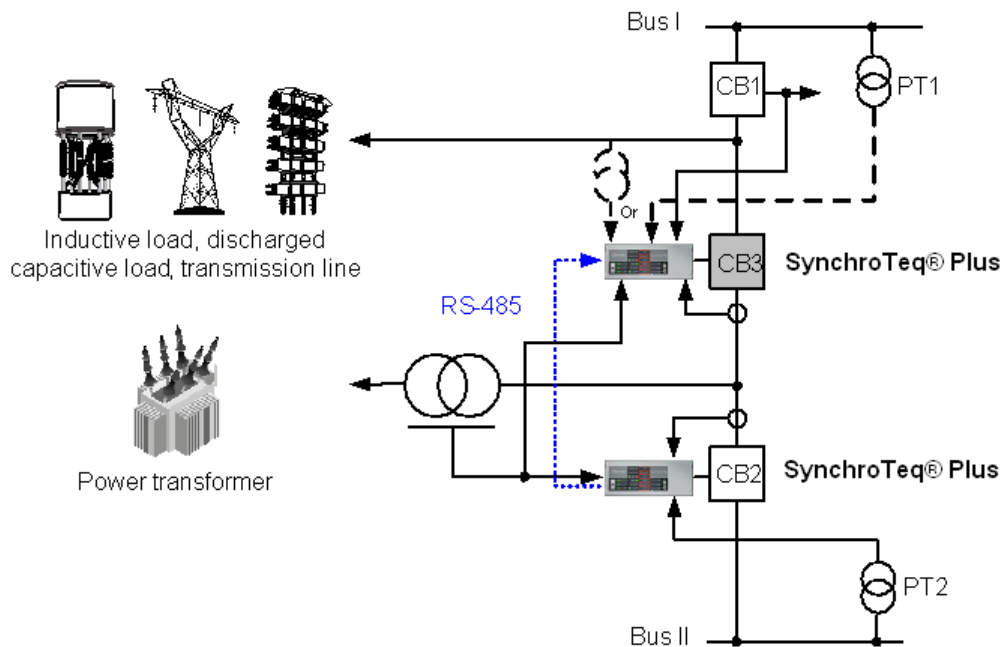 Bus I
CB1
PT1
Or
Inductive load, discharged
capacitive load, transmission line
CB3
SynchroTeq® Plus
RS-485
Power transformer
CB2
SynchroTeq® Plus
PT2
Bus II